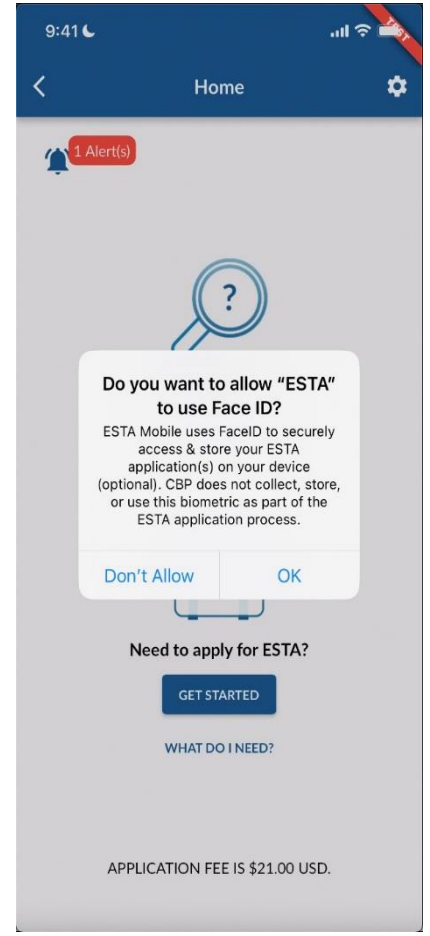 9:41
TEST
Home
1 Alert(s)
?
Do you want to allow “ESTA”
to use Face ID?
ESTA Mobile uses FaceID to securely
access & store your ESTA
application(s) on your device
(optional). CBP does not collect, store,
or use this biometric as part of the
ESTA application process.
Don’t Allow OK
Need to apply for ESTA?
GET STARTED
WHAT DO I NEED?
APPLICATION FEE IS $21.00 USD.